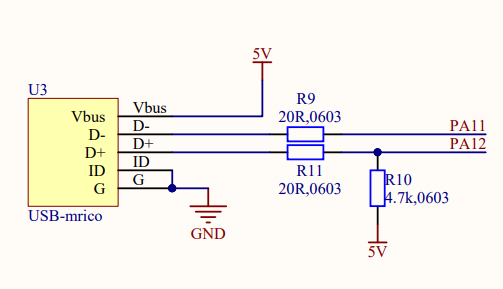 5V
U3
R9
20R,0603
Vbus
Vbus
D-
D-
PA11
D+
D+
PA12
ID
ID
G
G
R11
20R,0603
R10
4.7k,0603
USB-mrico
GND
5V